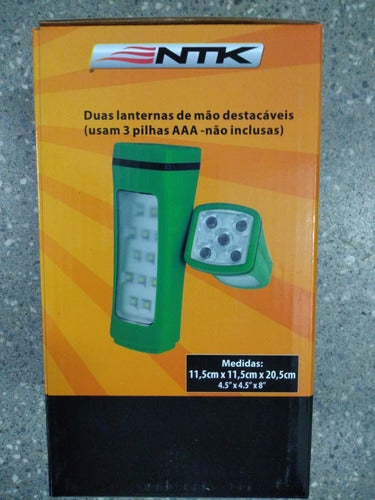 NTK
Duas lanternas de mão destacáveis
(usam 3 pilhas AAA -não inclusas)
Medidas:
11,5cm x 11,5cm x 20,5cm
4.5" x 4.5" x 8"